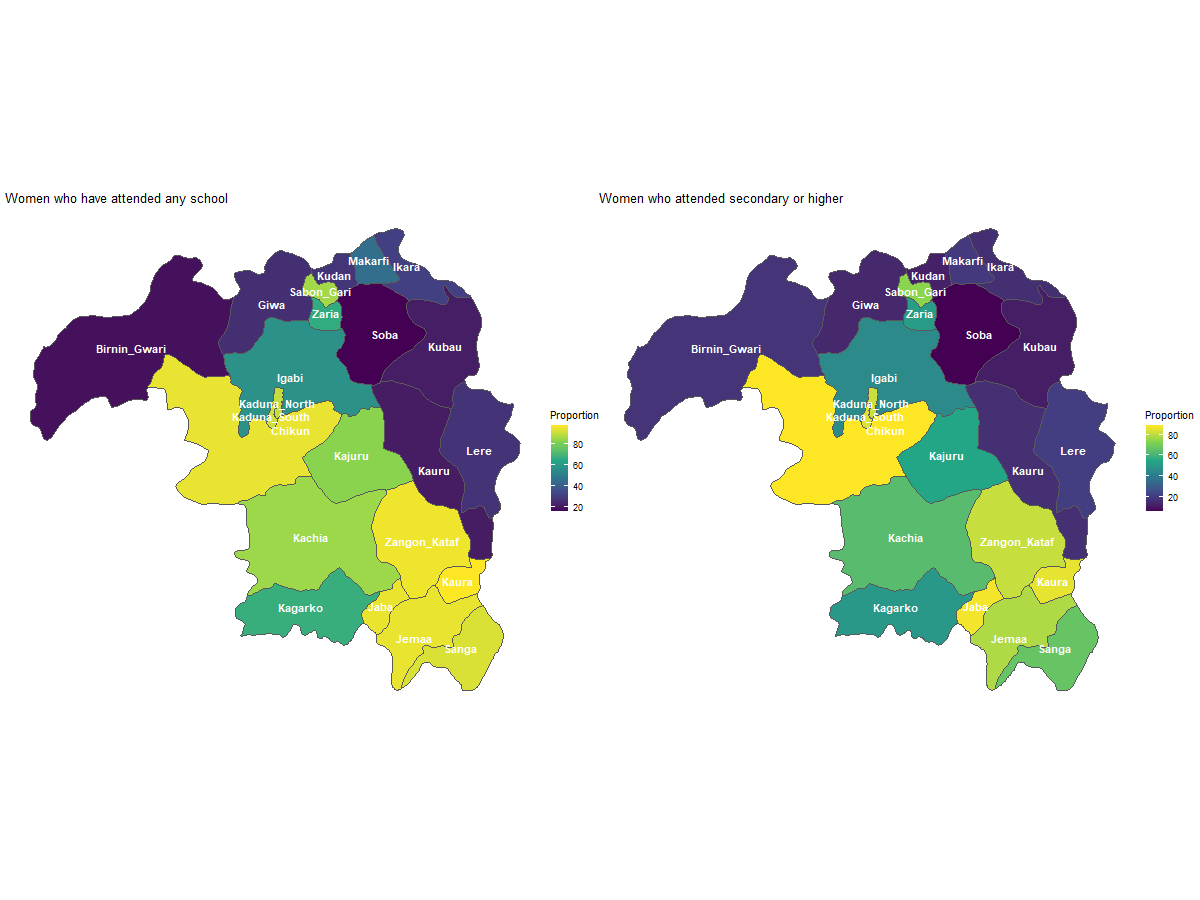 Women who have attended any school
Makarfi
Ikara
Kudan
Sabon_Gari
Giwa
Zaria
Soba
Birnin_Gwari
Kubau
Igabi
Kaduna_North
Kaduna_South
Chikun
Kajuru
Lere
Kauru
Kachia
Zangon_Kataf
Kaura
Kagarko
Jaba
Jemaa
Sanga
Proportion
80
60
40
20
Women who attended secondary or higher
Makarfi
Ikara
Kudan
Sabon_Gari
Giwa
Zaria
Soba
Birnin_Gwari
Kubau
Igabi
Kaduna_North
Kaduna_South
Chikun
Kajuru
Lere
Kauru
Kachia
Zangon_Kataf
Kaura
Kagarko
Jaba
Jemaa
Sanga
Proportion
80
60
40
20